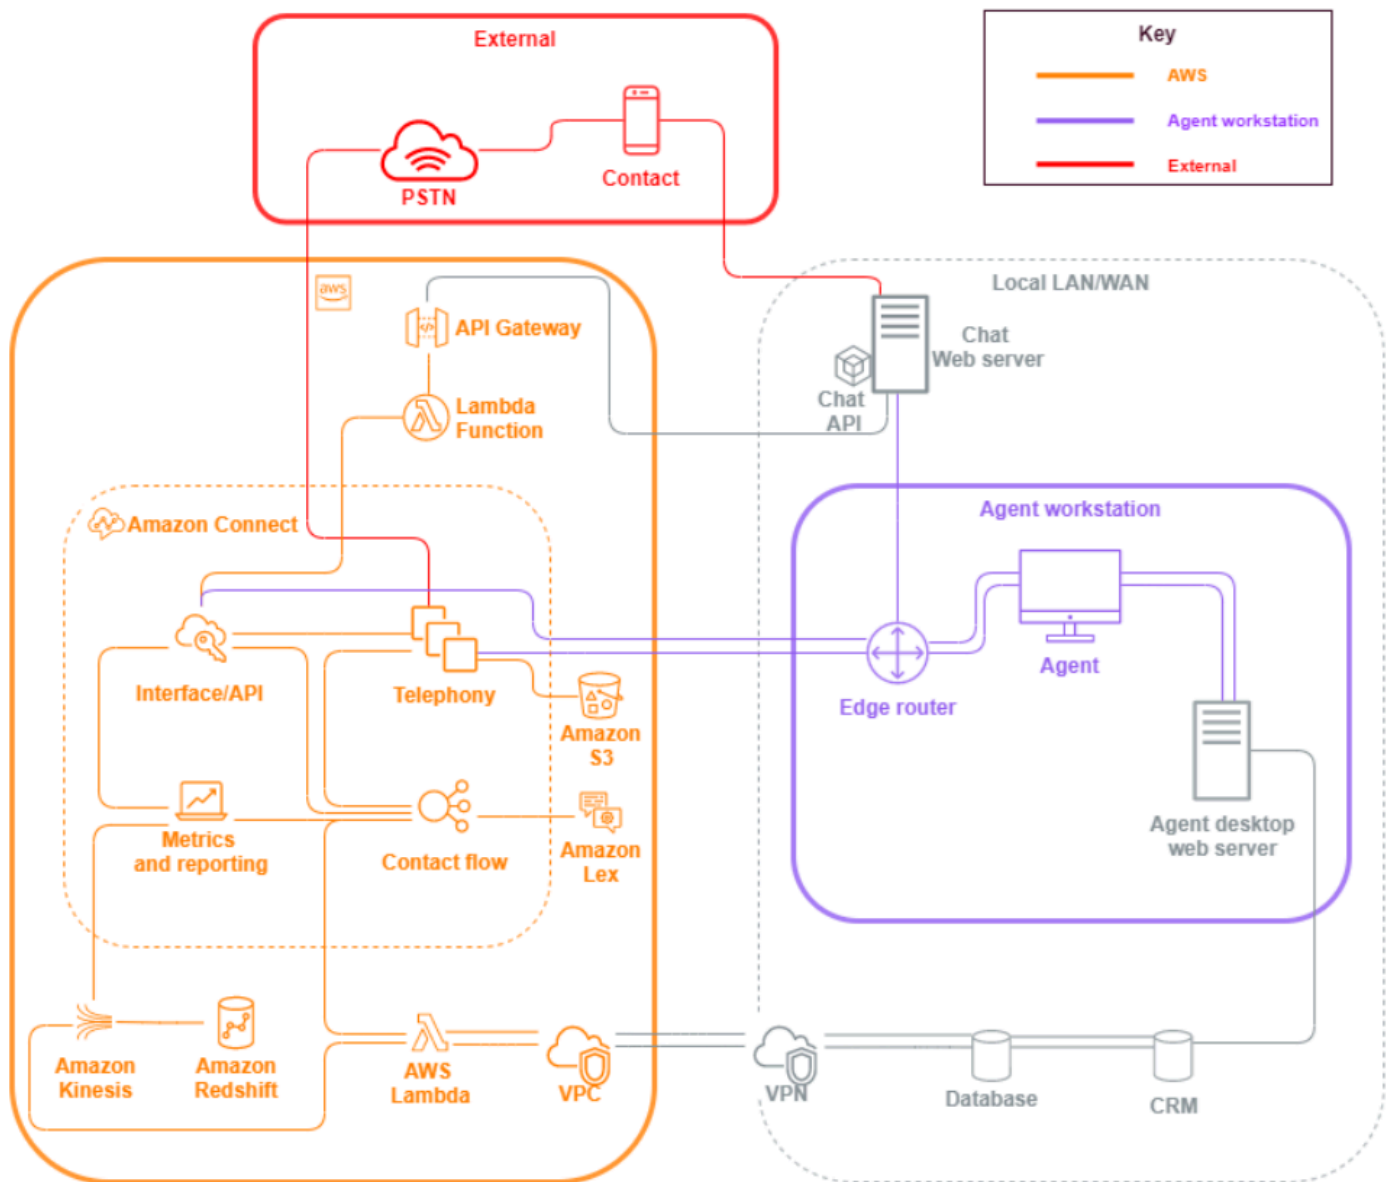 External
PSTN
Contact
Key
AWS
Agent workstation
External
aws
API Gateway
Lambda
Function
Local LAN/WAN
Chat
Web server
Chat
API
Amazon Connect
Interface/API
Telephony
Amazon
S3
Metrics
and reporting
Contact flow
Amazon
Lex
Agent workstation
Agent
Edge router
Agent desktop
web server
Amazon
Kinesis
Amazon
Redshift
AWS
Lambda
VPC
VPN
Database
CRM